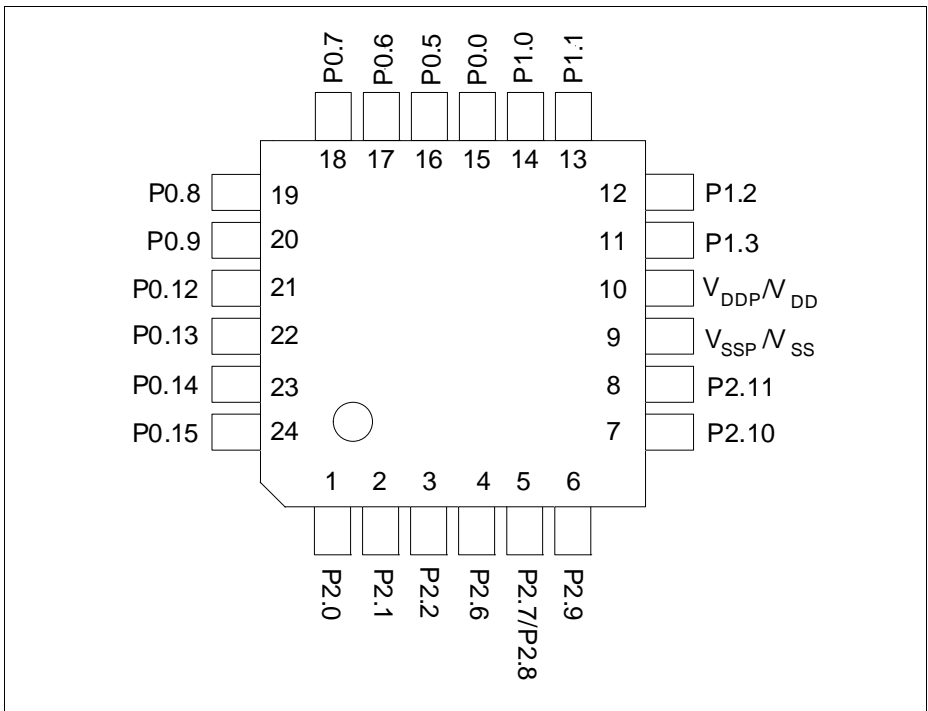 P0.7 P0.6 P0.5 P0.0 P1.0 P1.1
18 17 16 15 14 13
P0.8 19 12 P1.2
P0.9 20 11 P1.3
P0.12 21 10 VDDP/VDD
P0.13 22 9 VSSP/VSS
P0.14 23 8 P2.11
P0.15 24 7 P2.10
1 2 3 4 5 6
P2.0 P2.1 P2.2 P2.6 P2.7/P2.8 P2.9